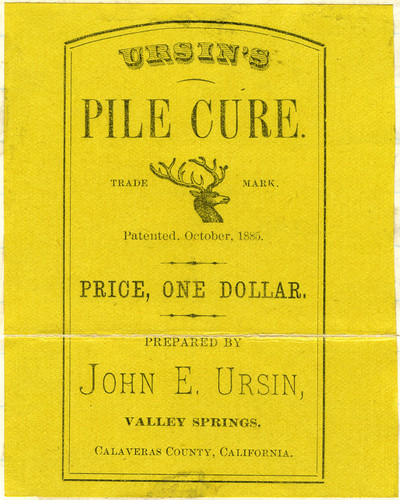 URSIN'S
PILE CURE.
TRADE MARK.
Patented, October, 1885.
PRICE, ONE DOLLAR.
PREPARED BY
JOHN E. URSIN,
VALLEY SPRINGS.
CALAVERAS COUNTY, CALIFORNIA.